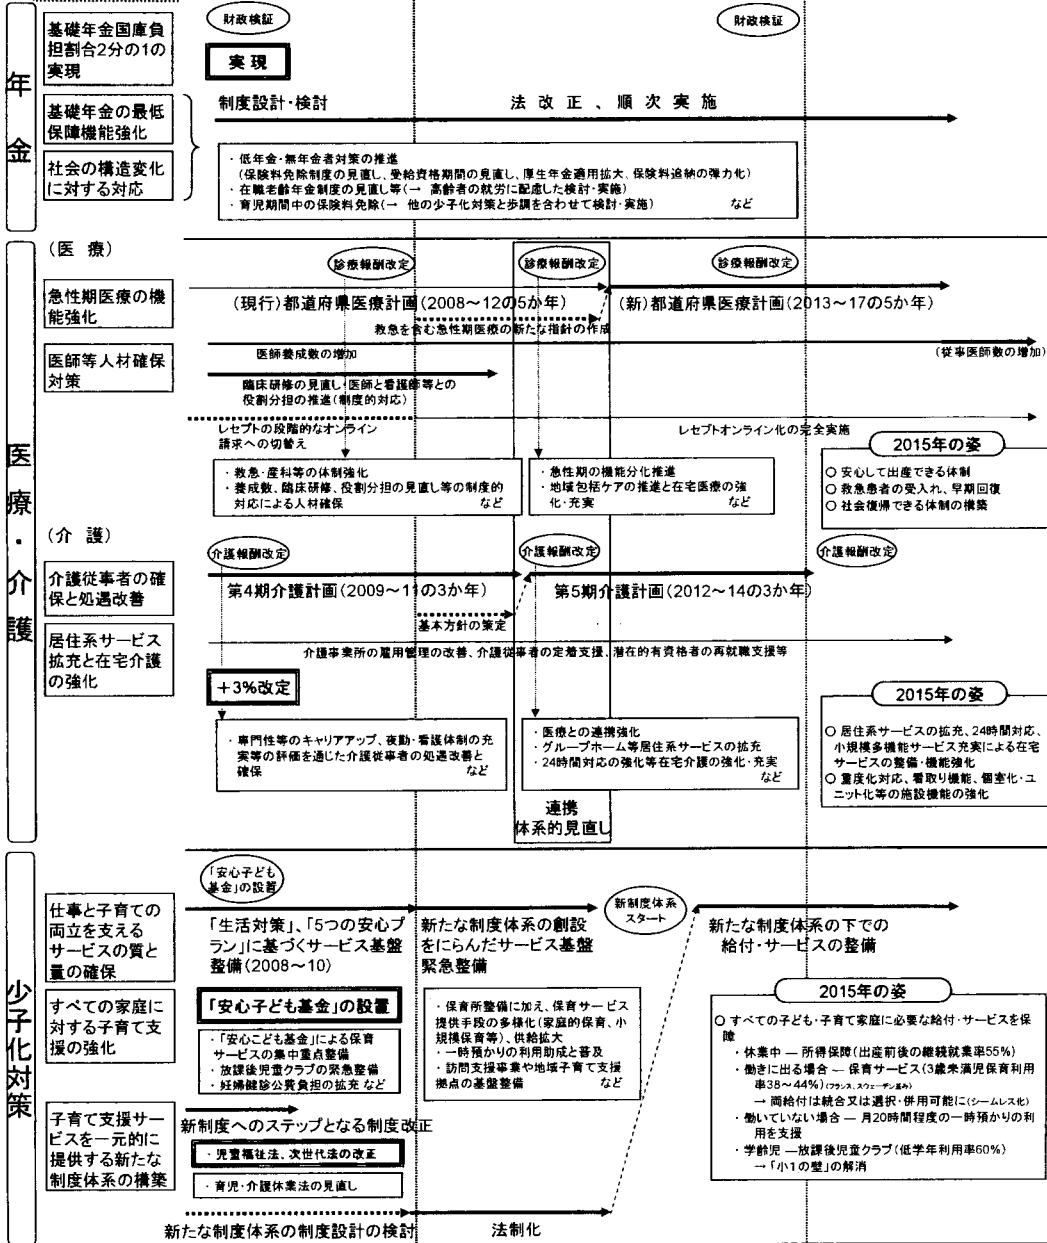 年金
基礎年金国庫負
担割合2分の1の
実現
財政検証
財政検証
実現
基礎年金の最低
保障機能強化
社会の構造変化
に対する対応
制度設計・検討
法改正、順次実施
・低年金・無年金者対策の推進
(保険料免除制度の見直し、受給資格期間の見直し、厚生年金適用拡大、保険料追納の弾力化)
・在職老齢年金制度の見直し等(→ 高齢者の就労に配慮した検討・実施)
・育児期間中の保険料免除(→ 他の少子化対策と歩調を合わせて検討・実施)
など
医療・介護
(医療)
診療報酬改定
診療報酬改定
診療報酬改定
急性期医療の機
能強化
(現行)都道府県医療計画(2008～12の5か年)
(新)都道府県医療計画(2013～17の5か年)
救急を含む急性期医療の新たな指針の作成
医師等人材確保
対策
医師養成数の増加
(従事医師数の増加)
臨床研修の見直し・医師と看護師等との
役割分担の推進(制度的対応)
レセプトの段階的なオンライン
請求への切替え
レセプトオンライン化の完全実施
・救急・産科等の体制強化
・養成数、臨床研修、役割分担の見直し等の制度的
対応による人材確保
など
・急性期の機能分化推進
・地域包括ケアの推進と在宅医療の強
化・充実
など
2015年の姿
○ 安心して出産できる体制
○ 救急患者の受入れ、早期回復
○ 社会復帰できる体制の構築
(介護)
介護報酬改定
介護報酬改定
介護報酬改定
介護従事者の確
保と処遇改善
第4期介護計画(2009～11の3か年)
第5期介護計画(2012～14の3か年)
基本方針の策定
居住系サービス
拡充と在宅介護
の強化
介護事業所の雇用管理の改善、介護従事者の定着支援、潜在的有資格者の再就職支援等
+3%改定
・専門性等のキャリアアップ、夜勤・看護体制の充
実等の評価を通じた介護従事者の処遇改善と
確保
など
・医療との連携強化
・グループホーム等居住系サービスの拡充
・24時間対応の強化等在宅介護の強化・充実
など
2015年の姿
○ 居住系サービスの拡充、24時間対応、
小規模多機能サービス充実による在宅
サービスの整備・機能強化
○ 重度化対応、看取り機能、個室化・ユ
ニット化等の施設機能の強化
連携
体系的見直し
少子化対策
「安心子ども
基金」の設置
新制度体系
スタート
仕事と子育ての
両立を支える
サービスの質と
量の確保
「生活対策」、「5つの安心プ
ラン」に基づくサービス基盤
整備(2008～10)
新たな制度体系の創設
をにらんだサービス基盤
緊急整備
新たな制度体系の下での
給付・サービスの整備
すべての家庭に
対する子育て支
援の強化
「安心子ども基金」の設置
・「安心こども基金」による保育
サービスの集中重点整備
・放課後児童クラブの緊急整備
・妊婦健診公費負担の拡充 など
・保育所整備に加え、保育サービス
提供手段の多様化(家庭的保育、小
規模保育等)、供給拡大
・一時預かりの利用助成と普及
・訪問支援事業や地域子育て支援
拠点の基盤整備
など
2015年の姿
○ すべての子ども・子育て家庭に必要な給付・サービスを保
障
・休業中 ― 所得保障(出産前後の継続就業率55%)
・働きに出る場合 ― 保育サービス(3歳未満児保育利用
率38～44%)(フランス、スウェーデン並み)
→ 両給付は統合又は選択・併用可能に(シームレス化)
・働いていない場合 ― 月20時間程度の一時預かりの利
用を支援
・学齢児 ―放課後児童クラブ(低学年利用率60%)
→ 「小1の壁」の解消
子育て支援サー
ビスを一元的に
提供する新たな
制度体系の構築
新制度へのステップとなる制度改正
・児童福祉法、次世代法の改正
・育児・介護休業法の見直し
新たな制度体系の制度設計の検討
法制化